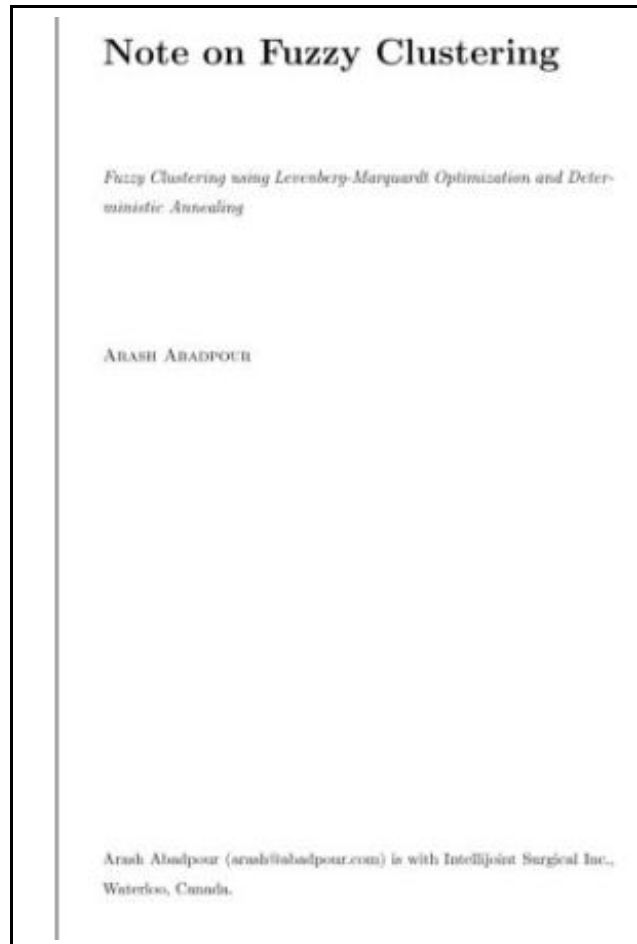 Note on Fuzzy Clustering
Fuzzy Clustering using Levenberg-Marquardt Optimization and Deter-
ministic Annealing
Arash Abadpour
Arash Abadpour (arash@abadpour.com) is with Intellijoint Surgical Inc.,
Waterloo, Canada.